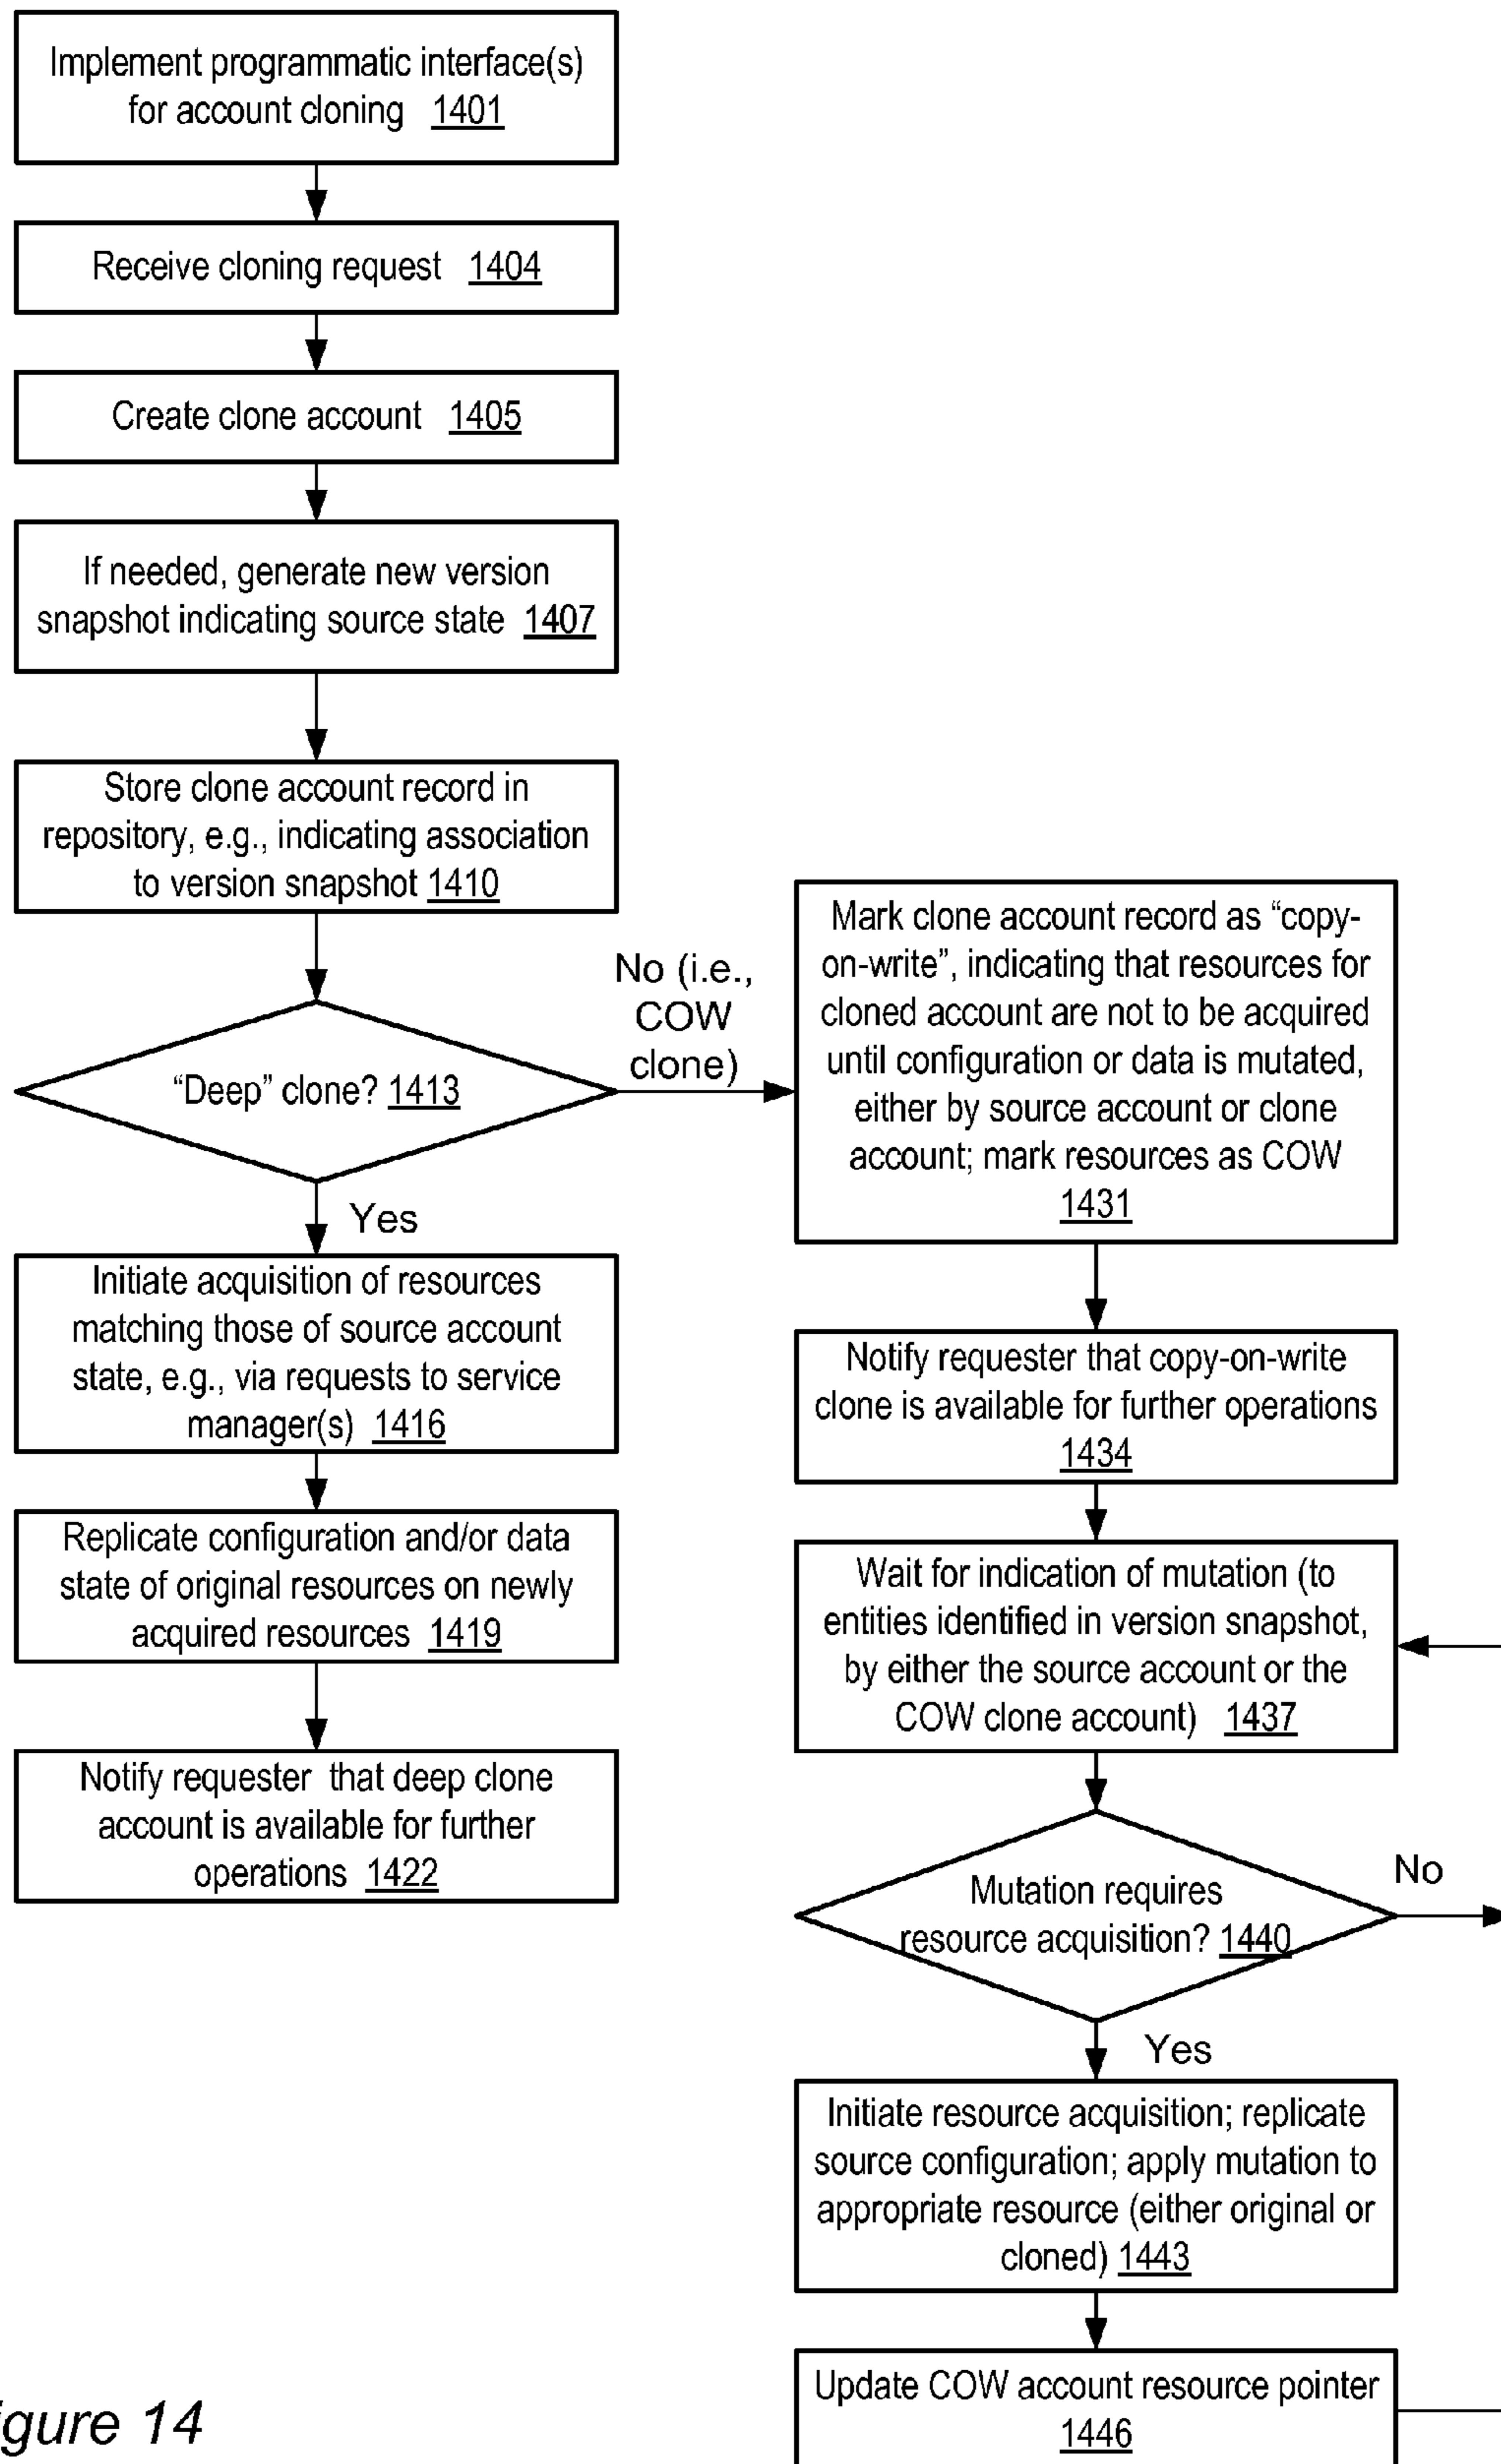 Implement programmatic interface(s)
for account cloning 1401
Receive cloning request 1404
Create clone account 1405
If needed, generate new version
snapshot indicating source state 1407
Store clone account record in
repository, e.g., indicating association
to version snapshot 1410
"Deep" clone? 1413
No (i.e.,
COW
clone)
Yes
Initiate acquisition of resources
matching those of source account
state, e.g., via requests to service
manager(s) 1416
Replicate configuration and/or data
state of original resources on newly
acquired resources 1419
Notify requester that deep clone
account is available for further
operations 1422
Mark clone account record as “copy-
on-write”, indicating that resources for
cloned account are not to be acquired
until configuration or data is mutated,
either by source account or clone
account; mark resources as COW
1431
Notify requester that copy-on-write
clone is available for further operations
1434
Wait for indication of mutation (to
entities identified in version snapshot,
by either the source account or the
COW clone account) 1437
Mutation requires
resource acquisition? 1440
No
Yes
Initiate resource acquisition; replicate
source configuration; apply mutation to
appropriate resource (either original or
cloned) 1443
Update COW account resource pointer
1446
gure 14